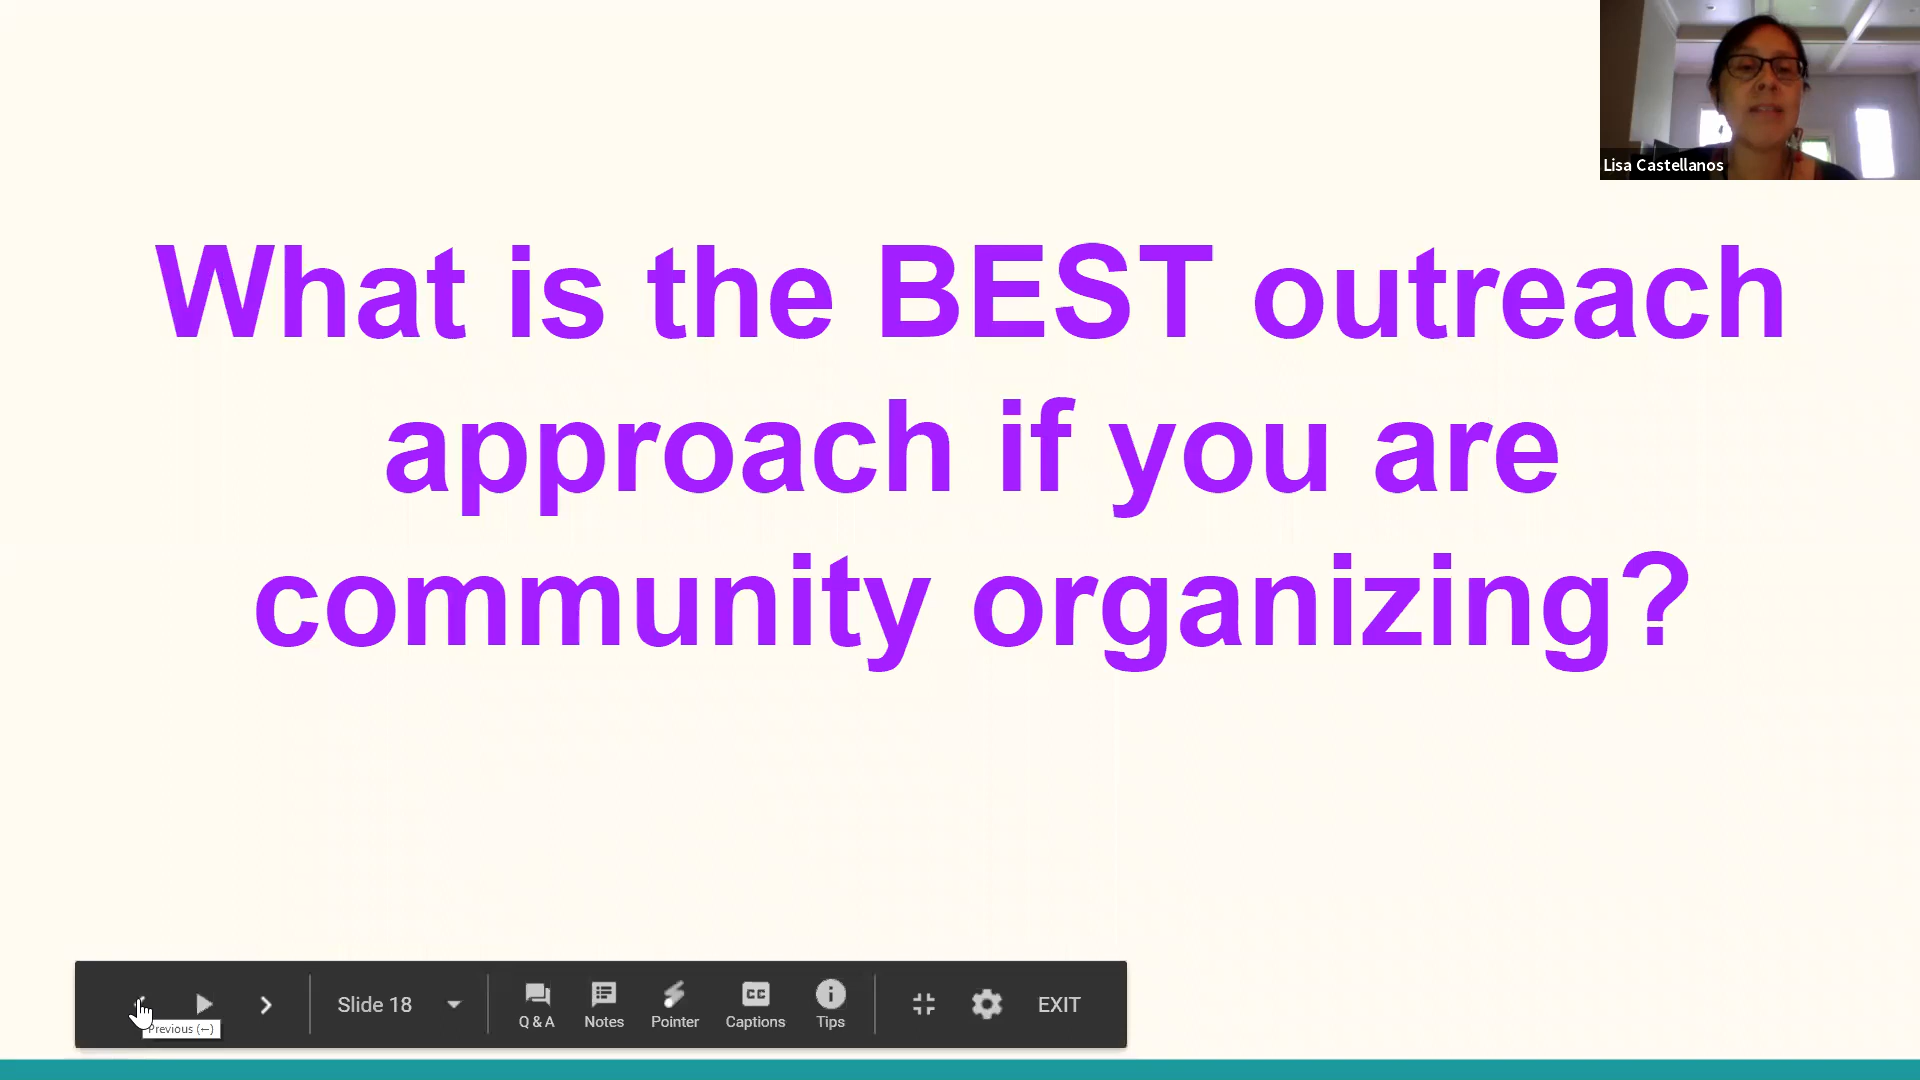 Lisa Castellanos
What is the BEST outreach
approach if you are
community organizing?
Slide 18
Q & A
Notes
Pointer
CC
Captions
Tips
EXIT
Previous (←)